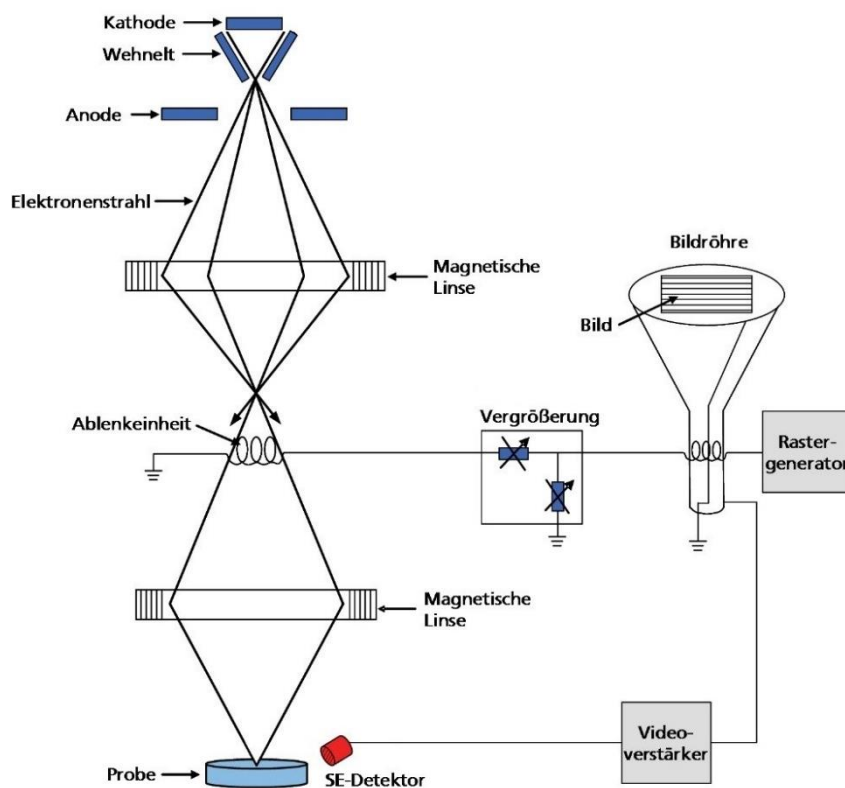 Kathode
Wehnelt
Anode
Elektronenstrahl
Magnetische
Linse
Bildröhre
Bild
Ablenkeinheit
Vergrößerung
Raster-
generator
Magnetische
Linse
Video-
verstärker
Probe
SE-Detektor